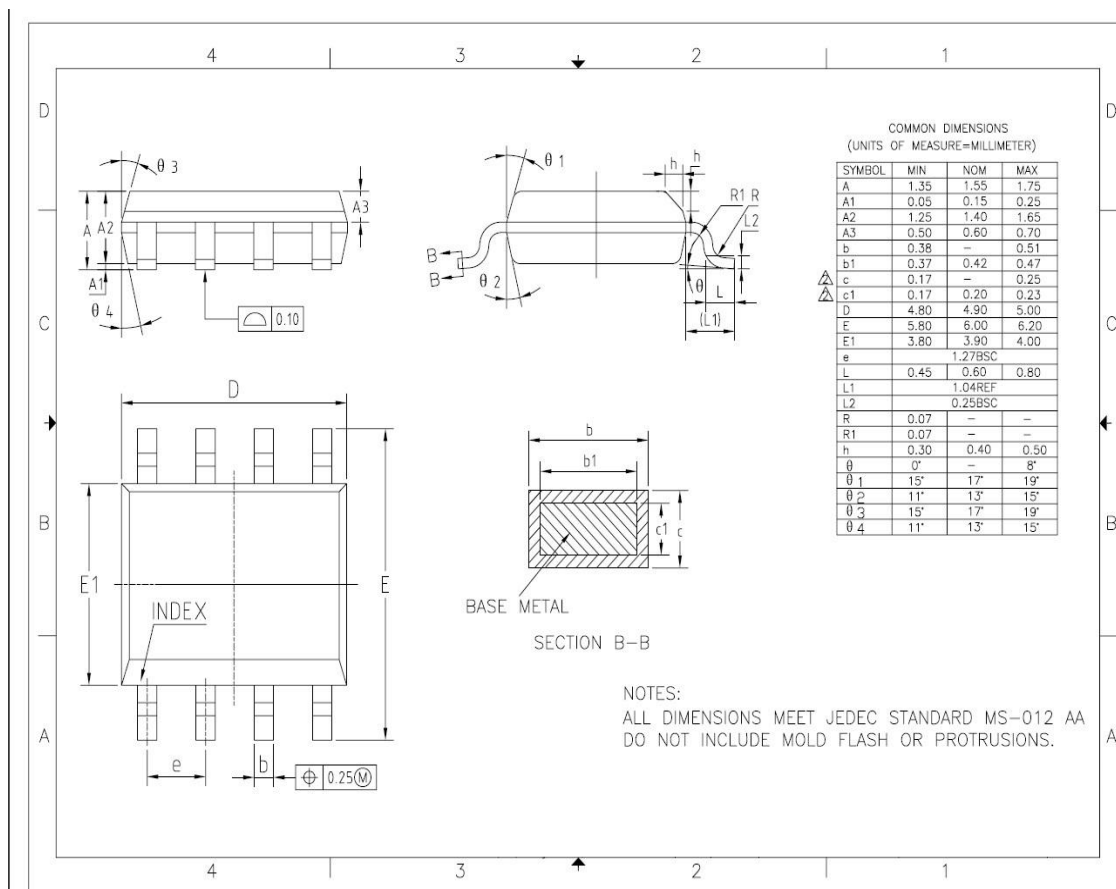 4 3 2 1
D D
COMMON DIMENSIONS
(UNITS OF MEASURE=MILLIMETER)
SYMBOL MIN NOM MAX
A 1.35 1.55 1.75
A1 0.05 0.15 0.25
A2 1.25 1.40 1.65
A3 0.50 0.60 0.70
b 0.38 – 0.51
b1 0.37 0.42 0.47
2 c 0.17 – 0.25
2 c1 0.17 0.20 0.23
D 4.80 4.90 5.00
E 5.80 6.00 6.20
E1 3.80 3.90 4.00
e 1.27BSC
L 0.45 0.60 0.80
L1 1.04REF
L2 0.25BSC
R 0.07 – –
R1 0.07 – –
h 0.30 0.40 0.50
θ 0° – 8°
θ1 15° 17° 19°
θ2 11° 13° 15°
θ3 15° 17° 19°
θ4 11° 13° 15°
θ 3
A
A2
A3
A1
θ 4
⌓ 0.10
θ 1
h
h
R1 R
L2
B
B
θ 2
θ
L
(L1)
C C
D
E1
E
INDEX
e
b
⌖ 0.25Ⓜ
b
b1
c1
c
BASE METAL
SECTION B–B
B B
NOTES:
ALL DIMENSIONS MEET JEDEC STANDARD MS–012 AA
DO NOT INCLUDE MOLD FLASH OR PROTRUSIONS.
A A
4 3 2 1